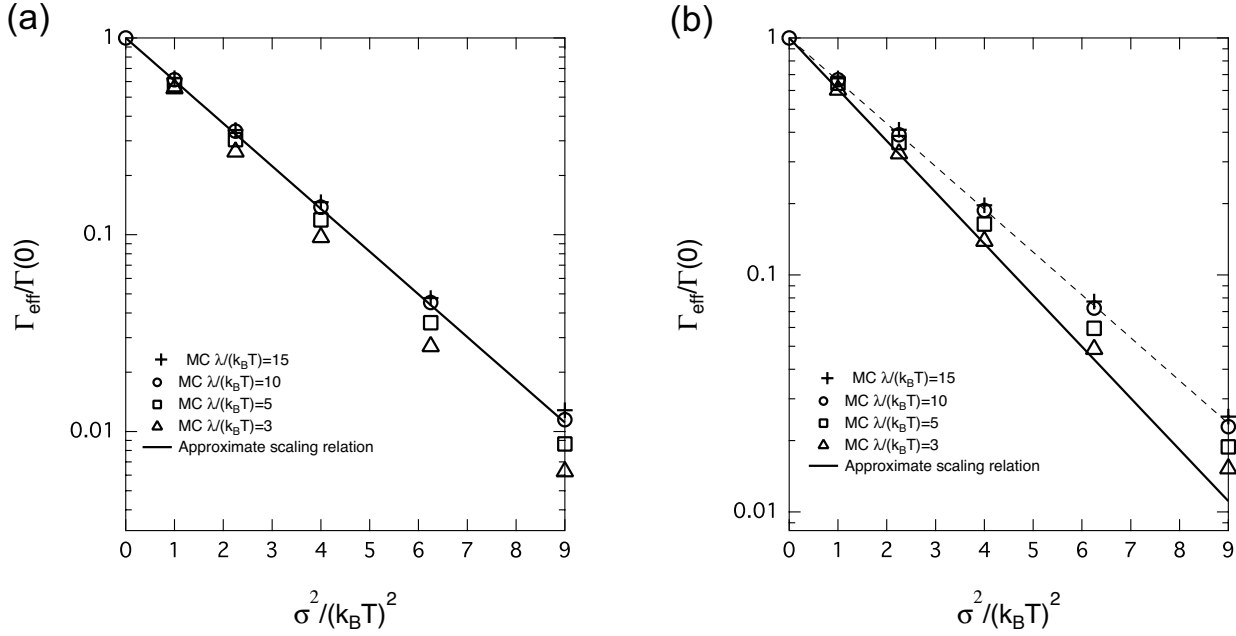 (a)
1
0.1
0.01
Γeff/Γ(0)
MC λ/(kBT)=15
MC λ/(kBT)=10
MC λ/(kBT)=5
MC λ/(kBT)=3
Approximate scaling relation
0 1 2 3 4 5 6 7 8 9
σ²/(kBT)²
(b)
1
0.1
0.01
Γeff/Γ(0)
MC λ/(kBT)=15
MC λ/(kBT)=10
MC λ/(kBT)=5
MC λ/(kBT)=3
Approximate scaling relation
0 1 2 3 4 5 6 7 8 9
σ²/(kBT)²